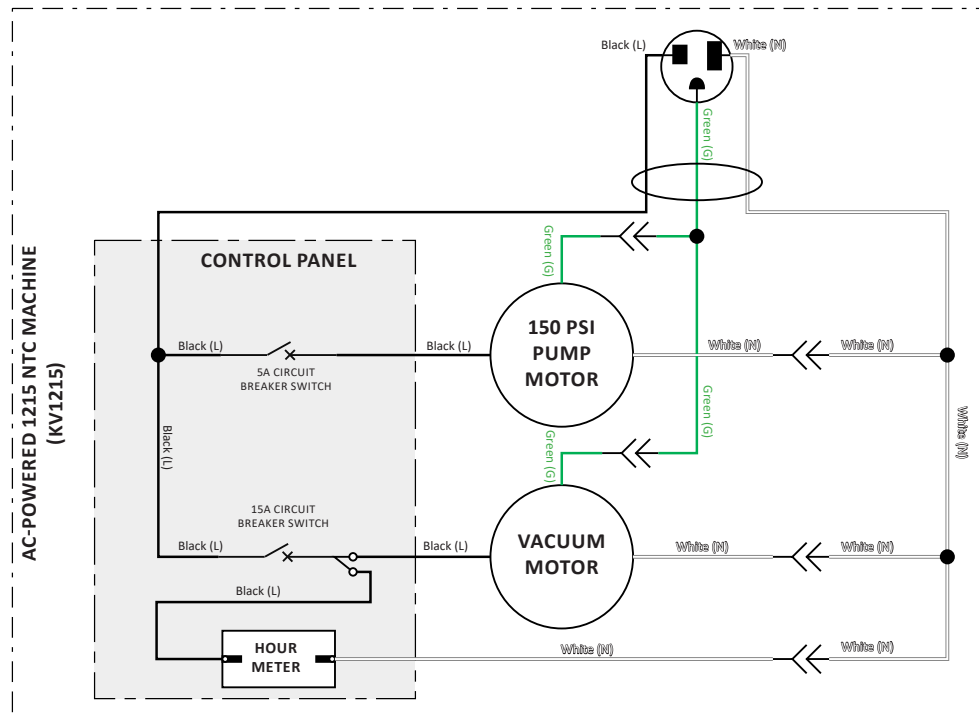 Black (L)
White (N)
Green (G)
AC-POWERED 1215 NTC MACHINE
(KV1215)
CONTROL PANEL
Green (G)
150 PSI
PUMP
MOTOR
Black (L)
5A CIRCUIT
BREAKER SWITCH
Black (L)
White (N)
White (N)
Green (G)
White (N)
Black (L)
Green (G)
15A CIRCUIT
BREAKER SWITCH
Black (L)
Black (L)
VACUUM
MOTOR
White (N)
White (N)
Black (L)
HOUR
METER
White (N)
White (N)